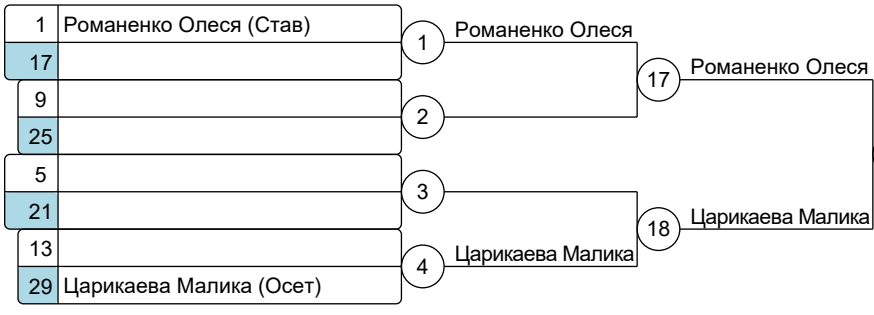 1 Романенко Олеся (Став)
17
9
25
5
21
13
29 Царикаева Малика (Осет)
1 Романенко Олеся
2
3
4 Царикаева Малика
17 Романенко Олеся
18 Царикаева Малика